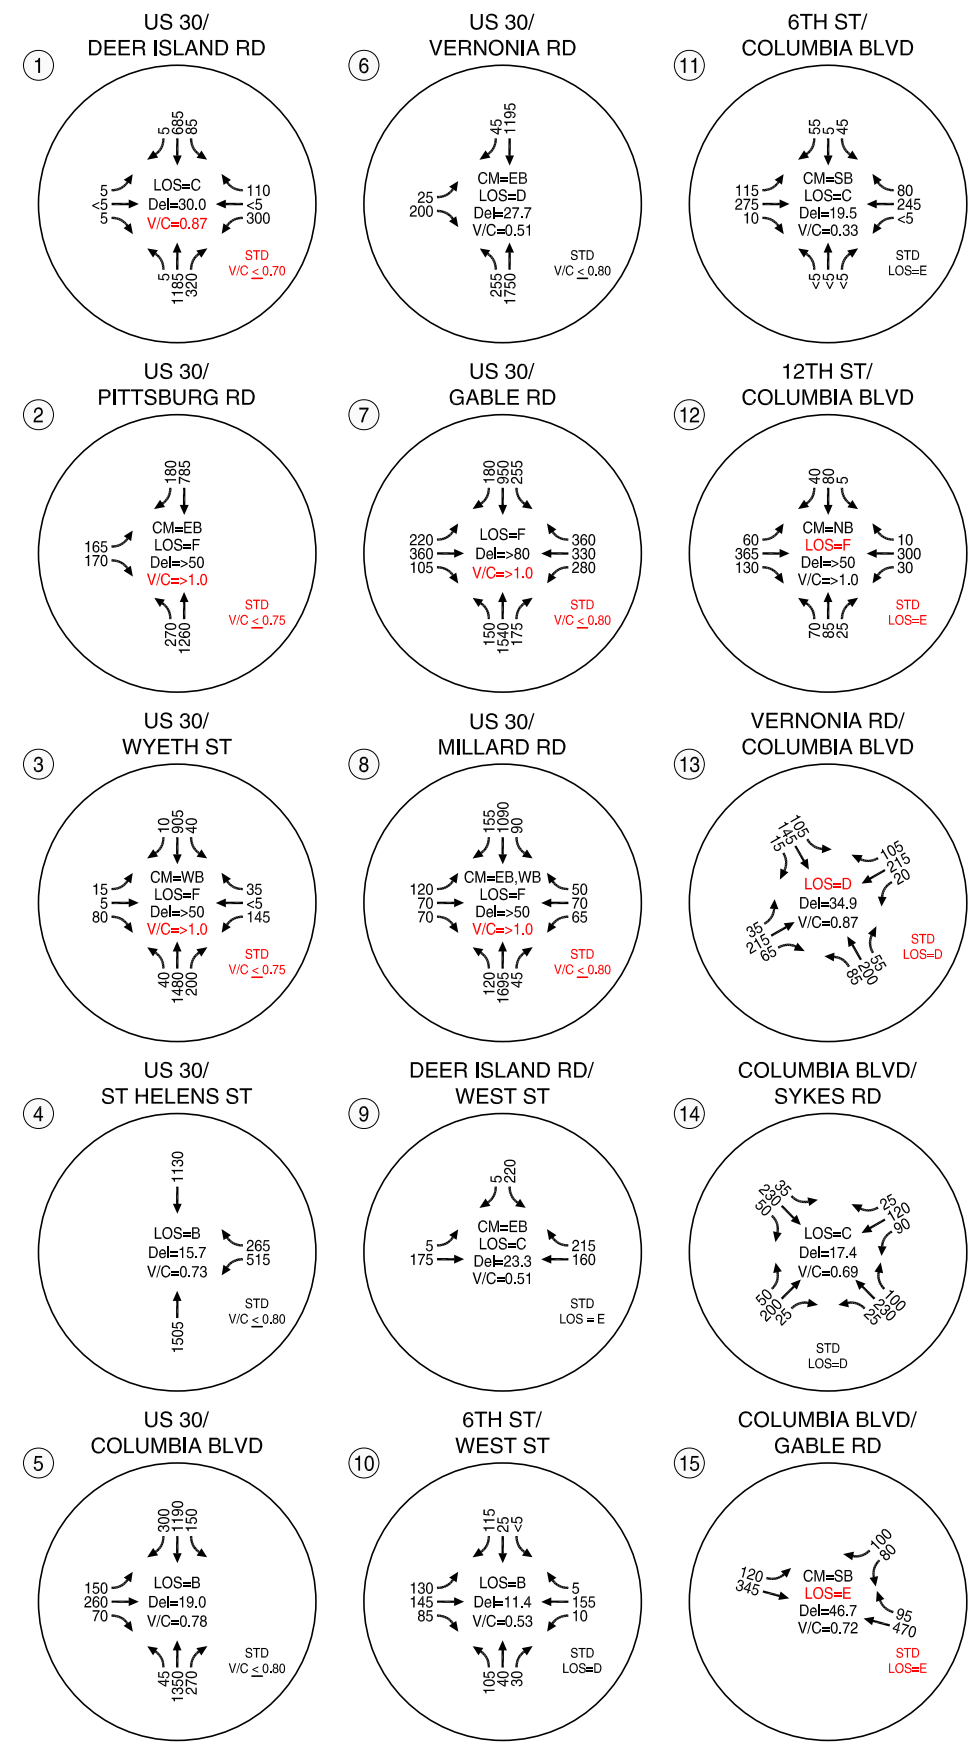 US 30/
DEER ISLAND RD
1
5
685
85
5
<5
5
LOS=C
Del=30.0
V/C=0.87
110
<5
300
5
1185
320
STD
V/C ≤ 0.70
US 30/
VERNONIA RD
6
45
1195
25
200
CM=EB
LOS=D
Del=27.7
V/C=0.51
255
1750
STD
V/C ≤ 0.80
6TH ST/
COLUMBIA BLVD
11
55
5
45
115
275
10
CM=SB
LOS=C
Del=19.5
V/C=0.33
80
245
<5
<5
<5
<5
STD
LOS=E
US 30/
PITTSBURG RD
2
180
785
165
170
CM=EB
LOS=F
Del=>50
V/C=>1.0
270
1260
STD
V/C ≤ 0.75
US 30/
GABLE RD
7
180
950
255
220
360
105
LOS=F
Del=>80
V/C=>1.0
360
330
280
150
1540
175
STD
V/C ≤ 0.80
12TH ST/
COLUMBIA BLVD
12
40
80
5
60
365
130
CM=NB
LOS=F
Del=>50
V/C=>1.0
10
300
30
70
85
25
STD
LOS=E
US 30/
WYETH ST
3
10
905
40
15
5
80
CM=WB
LOS=F
Del=>50
V/C=>1.0
35
<5
145
40
1480
200
STD
V/C ≤ 0.75
US 30/
MILLARD RD
8
155
1090
90
120
70
70
CM=EB,WB
LOS=F
Del=>50
V/C=>1.0
50
70
65
120
1695
45
STD
V/C ≤ 0.80
VERNONIA RD/
COLUMBIA BLVD
13
15
145
105
105
215
20
LOS=D
Del=34.9
V/C=0.87
35
215
65
85
200
55
STD
LOS=D
US 30/
ST HELENS ST
4
1130
LOS=B
Del=15.7
V/C=0.73
265
515
1505
STD
V/C ≤ 0.80
DEER ISLAND RD/
WEST ST
9
5
220
5
175
CM=EB
LOS=C
Del=23.3
V/C=0.51
215
160
STD
LOS = E
COLUMBIA BLVD/
SYKES RD
14
50
230
35
25
120
90
LOS=C
Del=17.4
V/C=0.69
50
200
25
25
230
100
STD
LOS=D
US 30/
COLUMBIA BLVD
5
300
1190
150
150
260
70
LOS=B
Del=19.0
V/C=0.78
45
1350
270
STD
V/C ≤ 0.80
6TH ST/
WEST ST
10
115
25
<5
130
145
85
LOS=B
Del=11.4
V/C=0.53
5
155
10
105
40
30
STD
LOS=D
COLUMBIA BLVD/
GABLE RD
15
100
80
120
345
CM=SB
LOS=E
Del=46.7
V/C=0.72
95
470
STD
LOS=E